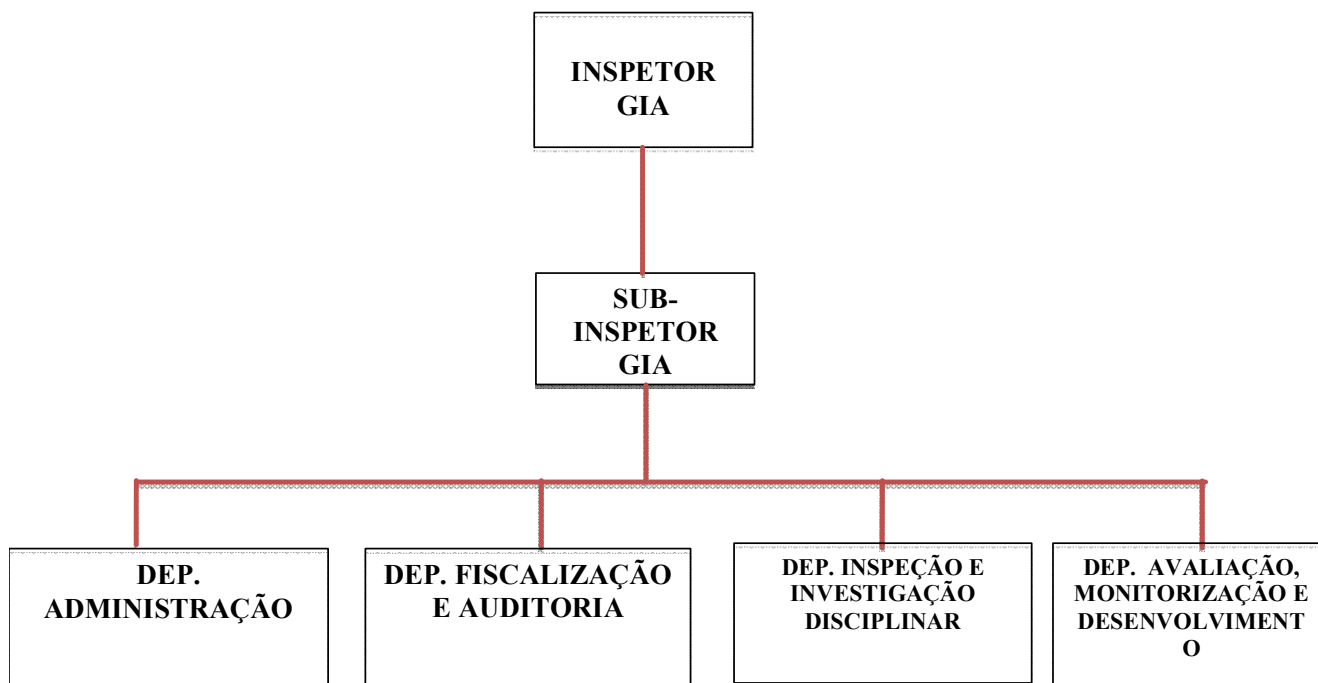 INSPETOR
GIA
SUB-
INSPETOR
GIA
DEP.
ADMINISTRAÇÃO
DEP. FISCALIZAÇÃO
E AUDITORIA
DEP. INSPEÇÃO E
INVESTIGAÇÃO
DISCIPLINAR
DEP. AVALIAÇÃO,
MONITORIZAÇÃO E
DESENVOLVIMENT
O